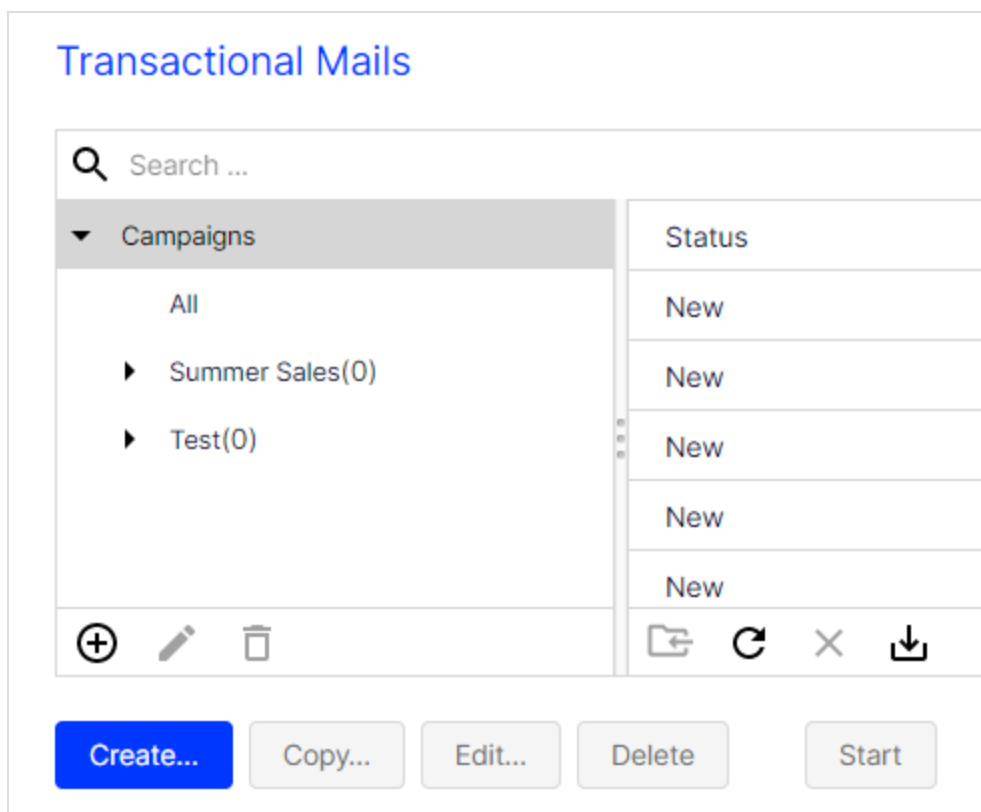 Transactional Mails
Search ...
Campaigns
All
Summer Sales(0)
Test(0)
Status
New
New
New
New
New
Create...
Copy...
Edit...
Delete
Start